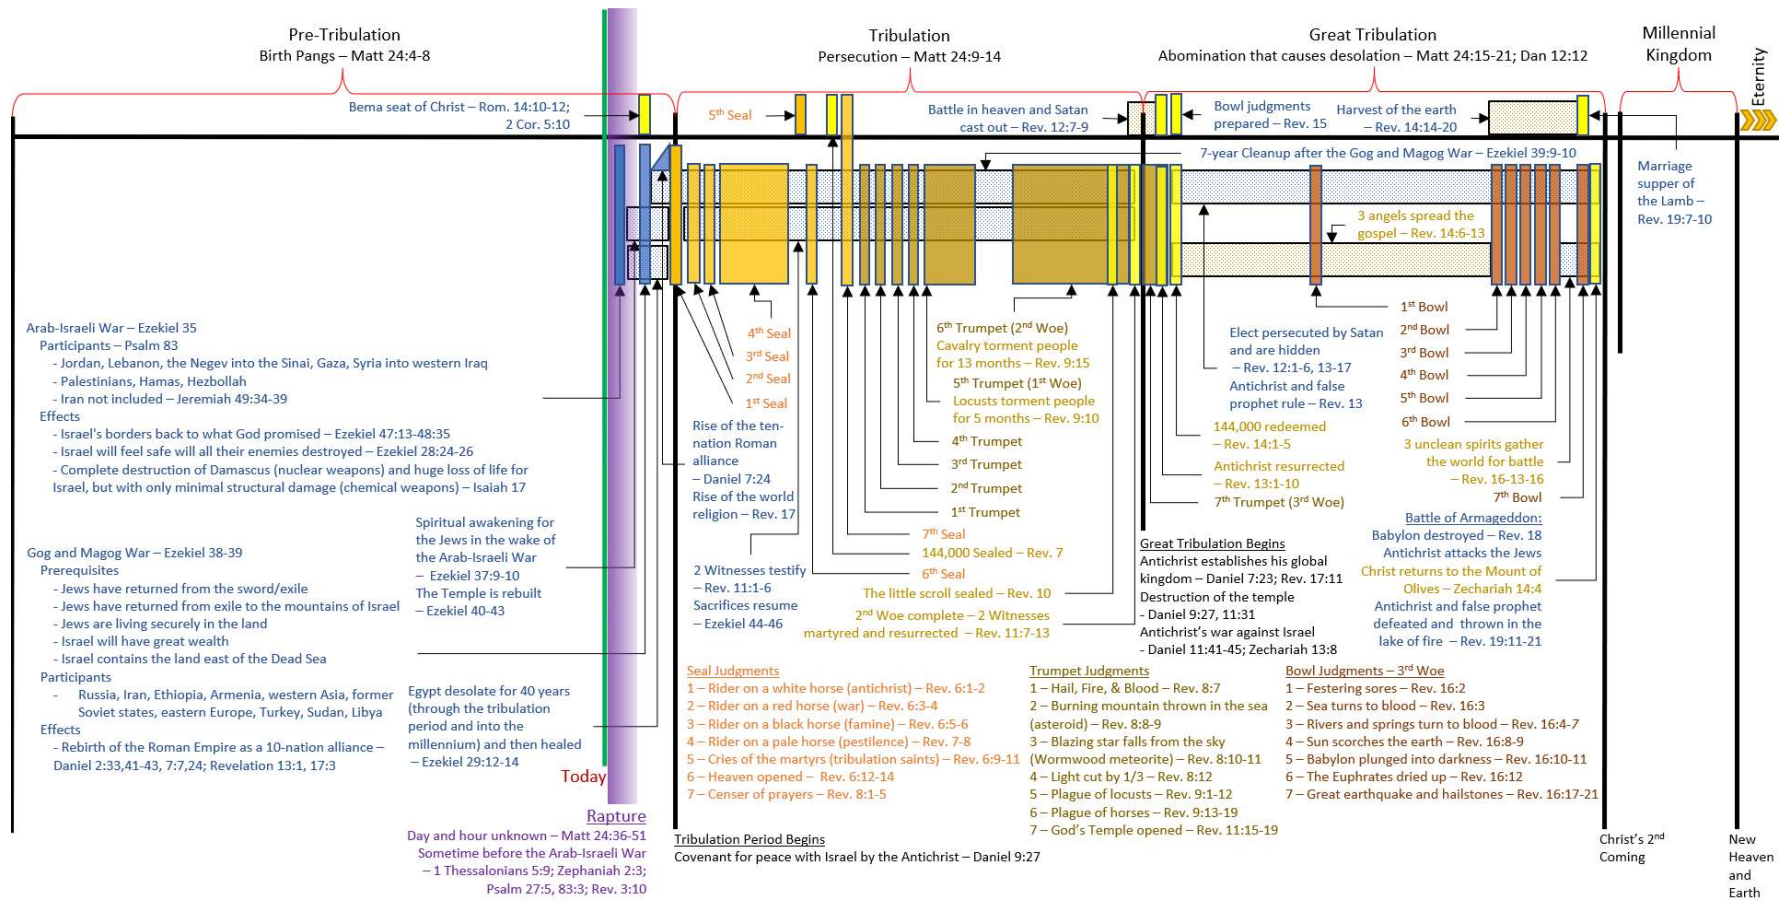 Pre-Tribulation
Birth Pangs – Matt 24:4-8
Tribulation
Persecution – Matt 24:9-14
Great Tribulation
Abomination that causes desolation – Matt 24:15-21; Dan 12:12
Millennial
Kingdom
Eternity
Bema seat of Christ – Rom. 14:10-12;
2 Cor. 5:10
5th Seal
Battle in heaven and Satan
cast out – Rev. 12:7-9
Bowl judgments
prepared – Rev. 15
Harvest of the earth
– Rev. 14:14-20
7-year Cleanup after the Gog and Magog War – Ezekiel 39:9-10
Marriage
supper of
the Lamb –
Rev. 19:7-10
3 angels spread the
gospel – Rev. 14:6-13
Arab-Israeli War – Ezekiel 35
Participants – Psalm 83
- Jordan, Lebanon, the Negev into the Sinai, Gaza, Syria into western Iraq
- Palestinians, Hamas, Hezbollah
- Iran not included – Jeremiah 49:34-39
Effects
- Israel's borders back to what God promised – Ezekiel 47:13-48:35
- Israel will feel safe will all their enemies destroyed – Ezekiel 28:24-26
- Complete destruction of Damascus (nuclear weapons) and huge loss of life for
Israel, but with only minimal structural damage (chemical weapons) – Isaiah 17
Gog and Magog War – Ezekiel 38-39
Prerequisites
- Jews have returned from the sword/exile
- Jews have returned from exile to the mountains of Israel
- Jews are living securely in the land
- Israel will have great wealth
- Israel contains the land east of the Dead Sea
Participants
- Russia, Iran, Ethiopia, Armenia, western Asia, former
Soviet states, eastern Europe, Turkey, Sudan, Libya
Effects
- Rebirth of the Roman Empire as a 10-nation alliance –
Daniel 2:33,41-43, 7:7,24; Revelation 13:1, 17:3
Spiritual awakening for
the Jews in the wake of
the Arab-Israeli War
– Ezekiel 37:9-10
The Temple is rebuilt
– Ezekiel 40-43
Egypt desolate for 40 years
(through the tribulation
period and into the
millennium) and then healed
– Ezekiel 29:12-14
Today
Rapture
Day and hour unknown – Matt 24:36-51
Sometime before the Arab-Israeli War
– 1 Thessalonians 5:9; Zephaniah 2:3;
Psalm 27:5, 83:3; Rev. 3:10
4th Seal
3rd Seal
2nd Seal
1st Seal
Rise of the ten-
nation Roman
alliance
– Daniel 7:24
Rise of the world
religion – Rev. 17
2 Witnesses testify
– Rev. 11:1-6
Sacrifices resume
– Ezekiel 44-46
6th Trumpet (2nd Woe)
Cavalry torment people
for 13 months – Rev. 9:15
5th Trumpet (1st Woe)
Locusts torment people
for 5 months – Rev. 9:10
4th Trumpet
3rd Trumpet
2nd Trumpet
1st Trumpet
7th Seal
144,000 Sealed – Rev. 7
6th Seal
The little scroll sealed – Rev. 10
2nd Woe complete – 2 Witnesses
martyred and resurrected – Rev. 11:7-13
Elect persecuted by Satan
and are hidden
– Rev. 12:1-6, 13-17
Antichrist and false
prophet rule – Rev. 13
144,000 redeemed
– Rev. 14:1-5
Antichrist resurrected
– Rev. 13:1-10
7th Trumpet (3rd Woe)
Great Tribulation Begins
Antichrist establishes his global
kingdom – Daniel 7:23; Rev. 17:11
Destruction of the temple
- Daniel 9:27, 11:31
Antichrist's war against Israel
- Daniel 11:41-45; Zechariah 13:8
1st Bowl
2nd Bowl
3rd Bowl
4th Bowl
5th Bowl
6th Bowl
3 unclean spirits gather
the world for battle
– Rev. 16-13-16
7th Bowl
Battle of Armageddon:
Babylon destroyed – Rev. 18
Antichrist attacks the Jews
Christ returns to the Mount of
Olives – Zechariah 14:4
Antichrist and false prophet
defeated and thrown in the
lake of fire – Rev. 19:11-21
Seal Judgments
1 – Rider on a white horse (antichrist) – Rev. 6:1-2
2 – Rider on a red horse (war) – Rev. 6:3-4
3 – Rider on a black horse (famine) – Rev. 6:5-6
4 – Rider on a pale horse (pestilence) – Rev. 7-8
5 – Cries of the martyrs (tribulation saints) – Rev. 6:9-11
6 – Heaven opened – Rev. 6:12-14
7 – Censer of prayers – Rev. 8:1-5
Trumpet Judgments
1 – Hail, Fire, & Blood – Rev. 8:7
2 – Burning mountain thrown in the sea
(asteroid) – Rev. 8:8-9
3 – Blazing star falls from the sky
(Wormwood meteorite) – Rev. 8:10-11
4 – Light cut by 1/3 – Rev. 8:12
5 – Plague of locusts – Rev. 9:1-12
6 – Plague of horses – Rev. 9:13-19
7 – God's Temple opened – Rev. 11:15-19
Bowl Judgments – 3rd Woe
1 – Festering sores – Rev. 16:2
2 – Sea turns to blood – Rev. 16:3
3 – Rivers and springs turn to blood – Rev. 16:4-7
4 – Sun scorches the earth – Rev. 16:8-9
5 – Babylon plunged into darkness – Rev. 16:10-11
6 – The Euphrates dried up – Rev. 16:12
7 – Great earthquake and hailstones – Rev. 16:17-21
Tribulation Period Begins
Covenant for peace with Israel by the Antichrist – Daniel 9:27
Christ's 2nd
Coming
New
Heaven
and
Earth